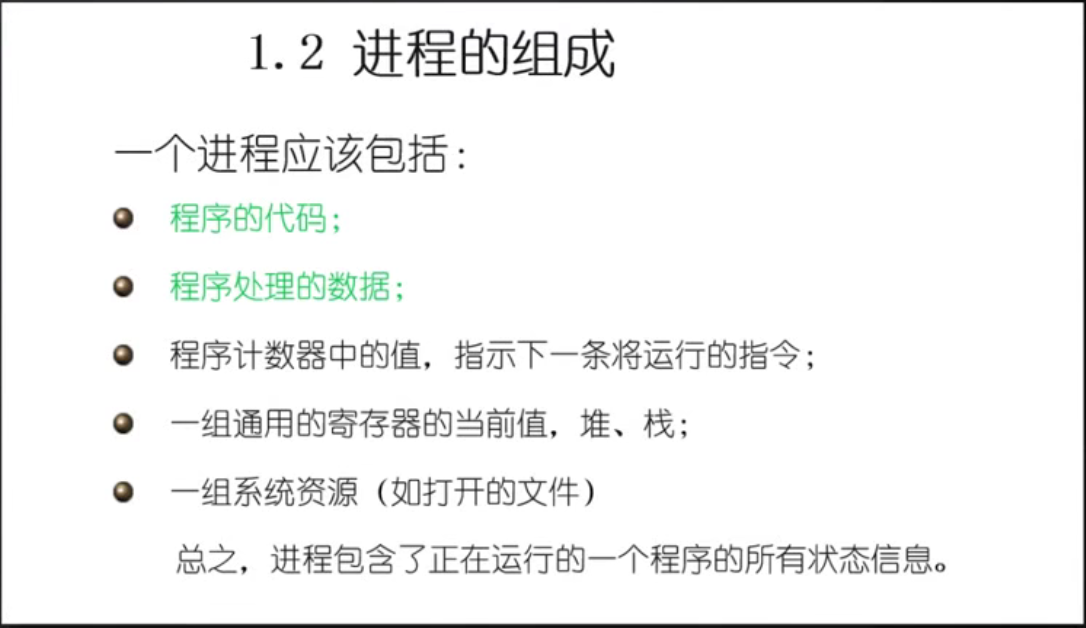 1.2 进程的组成
一个进程应该包括:
程序的代码;
程序处理的数据;
程序计数器中的值，指示下一条将运行的指令;
一组通用的寄存器的当前值，堆、栈;
一组系统资源（如打开的文件）
总之，进程包含了正在运行的一个程序的所有状态信息。